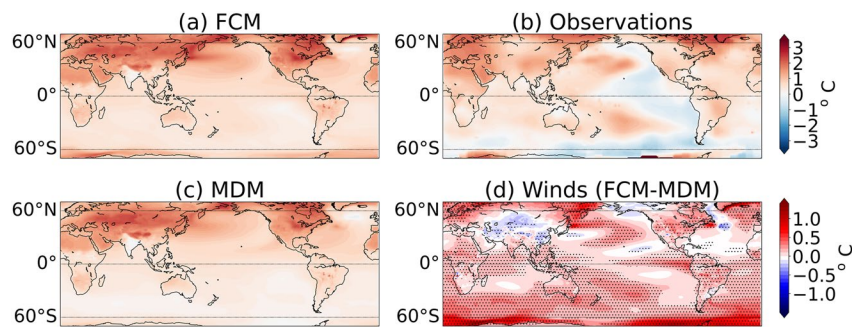 (a) FCM
(b) Observations
60°N
0°
60°S
60°N
0°
60°S
3
2
1
0
−1
−2
−3
° C
(c) MDM
(d) Winds (FCM-MDM)
60°N
0°
60°S
60°N
0°
60°S
1.0
0.5
0.0
−0.5
−1.0
° C